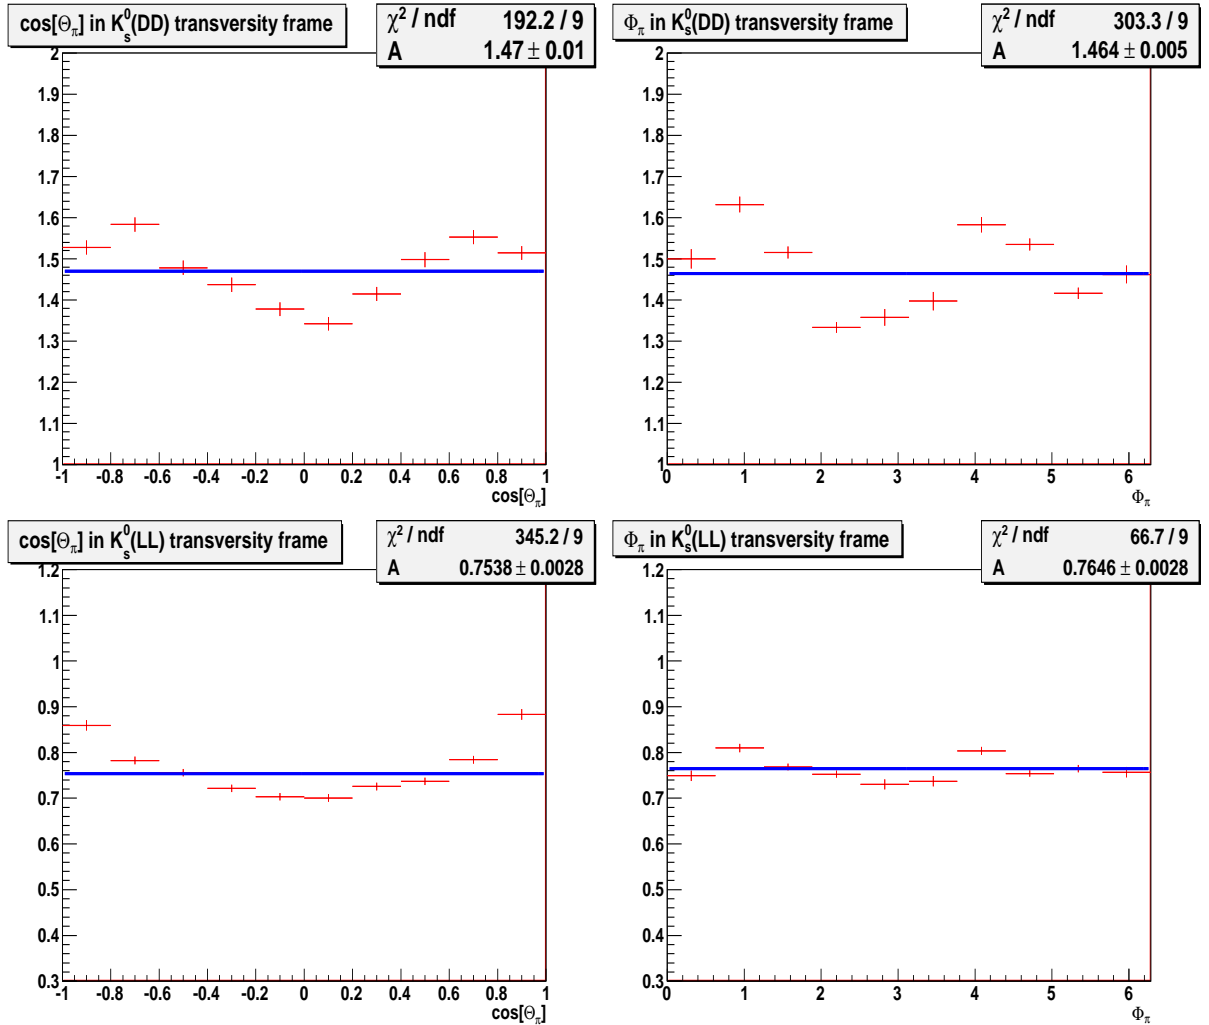 cos[Θπ] in K⁰s(DD) transversity frame
χ² / ndf 192.2 / 9
A 1.47 ± 0.01
2
1.9
1.8
1.7
1.6
1.5
1.4
1.3
1.2
1.1
1
-1 -0.8 -0.6 -0.4 -0.2 0 0.2 0.4 0.6 0.8 1
cos[Θπ]
Φπ in K⁰s(DD) transversity frame
χ² / ndf 303.3 / 9
A 1.464 ± 0.005
2
1.9
1.8
1.7
1.6
1.5
1.4
1.3
1.2
1.1
1
0 1 2 3 4 5 6
Φπ
cos[Θπ] in K⁰s(LL) transversity frame
χ² / ndf 345.2 / 9
A 0.7538 ± 0.0028
1.2
1.1
1
0.9
0.8
0.7
0.6
0.5
0.4
0.3
-1 -0.8 -0.6 -0.4 -0.2 0 0.2 0.4 0.6 0.8 1
cos[Θπ]
Φπ in K⁰s(LL) transversity frame
χ² / ndf 66.7 / 9
A 0.7646 ± 0.0028
1.2
1.1
1
0.9
0.8
0.7
0.6
0.5
0.4
0.3
0 1 2 3 4 5 6
Φπ